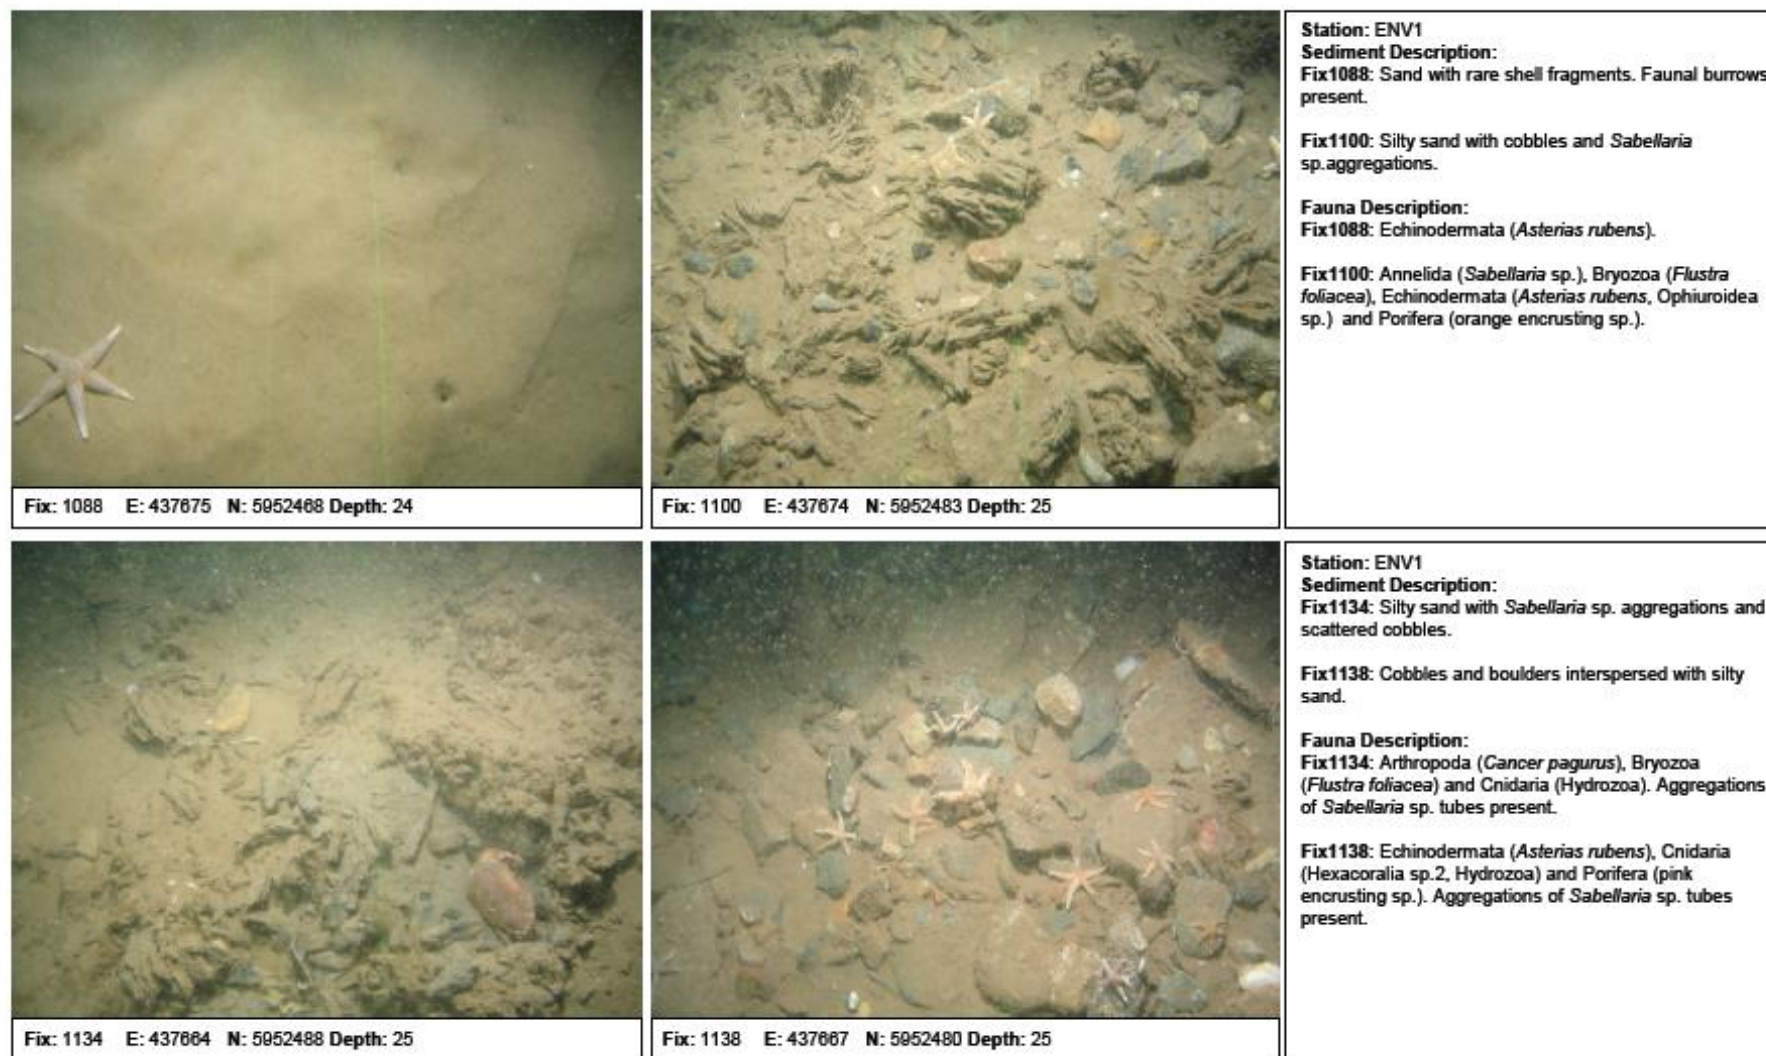 Station: ENV1
Sediment Description:
Fix1088: Sand with rare shell fragments. Faunal burrows
present.
Fix1100: Silty sand with cobbles and Sabellaria
sp.aggregations.
Fauna Description:
Fix1088: Echinodermata (Asterias rubens).
Fix1100: Annelida (Sabellaria sp.), Bryozoa (Flustra
foliacea), Echinodermata (Asterias rubens, Ophiuroidea
sp.) and Porifera (orange encrusting sp.).
Fix: 1088 E: 437675 N: 5952468 Depth: 24
Fix: 1100 E: 437674 N: 5952483 Depth: 25
Station: ENV1
Sediment Description:
Fix1134: Silty sand with Sabellaria sp. aggregations and
scattered cobbles.
Fix1138: Cobbles and boulders interspersed with silty
sand.
Fauna Description:
Fix1134: Arthropoda (Cancer pagurus), Bryozoa
(Flustra foliacea) and Cnidaria (Hydrozoa). Aggregations
of Sabellaria sp. tubes present.
Fix1138: Echinodermata (Asterias rubens), Cnidaria
(Hexacoralia sp.2, Hydrozoa) and Porifera (pink
encrusting sp.). Aggregations of Sabellaria sp. tubes
present.
Fix: 1134 E: 437664 N: 5952488 Depth: 25
Fix: 1138 E: 437667 N: 5952480 Depth: 25